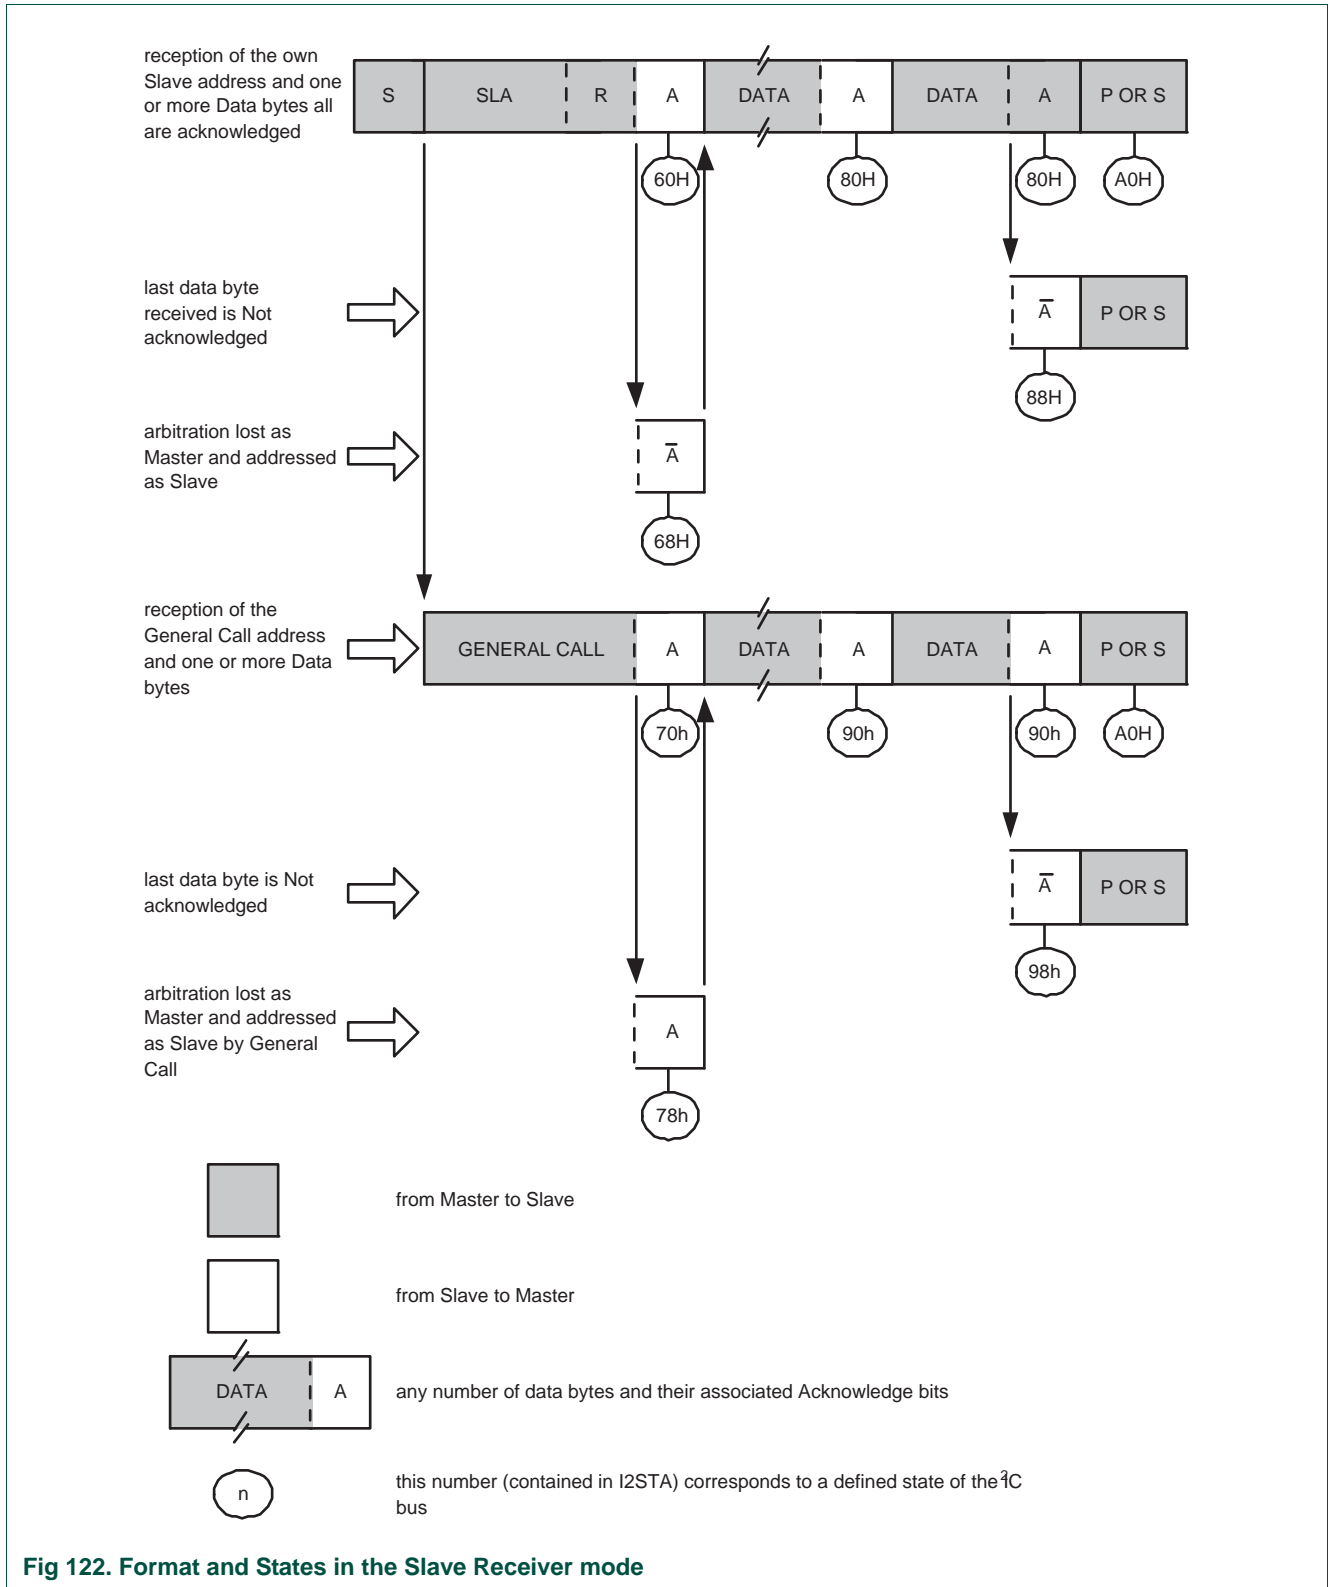 reception of the own
Slave address and one
or more Data bytes all
are acknowledged
S SLA R A DATA A DATA A P OR S
60H 80H 80H A0H
last data byte
received is Not
acknowledged
A̅ P OR S
88H
arbitration lost as
Master and addressed
as Slave
A̅
68H
reception of the
General Call address
and one or more Data
bytes
GENERAL CALL A DATA A DATA A P OR S
70h 90h 90h A0H
last data byte is Not
acknowledged
A̅ P OR S
98h
arbitration lost as
Master and addressed
as Slave by General
Call
A
78h
from Master to Slave
from Slave to Master
DATA A any number of data bytes and their associated Acknowledge bits
n
this number (contained in I2STA) corresponds to a defined state of the I²C
bus
Fig 122. Format and States in the Slave Receiver mode